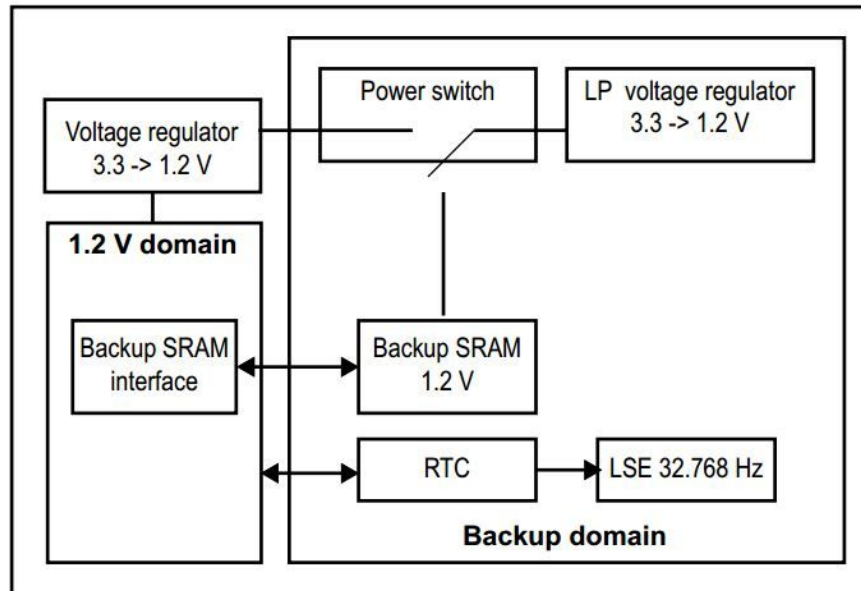 Power switch
LP voltage regulator
3.3 -> 1.2 V
Voltage regulator
3.3 -> 1.2 V
1.2 V domain
Backup SRAM
interface
Backup SRAM
1.2 V
RTC
LSE 32.768 Hz
Backup domain